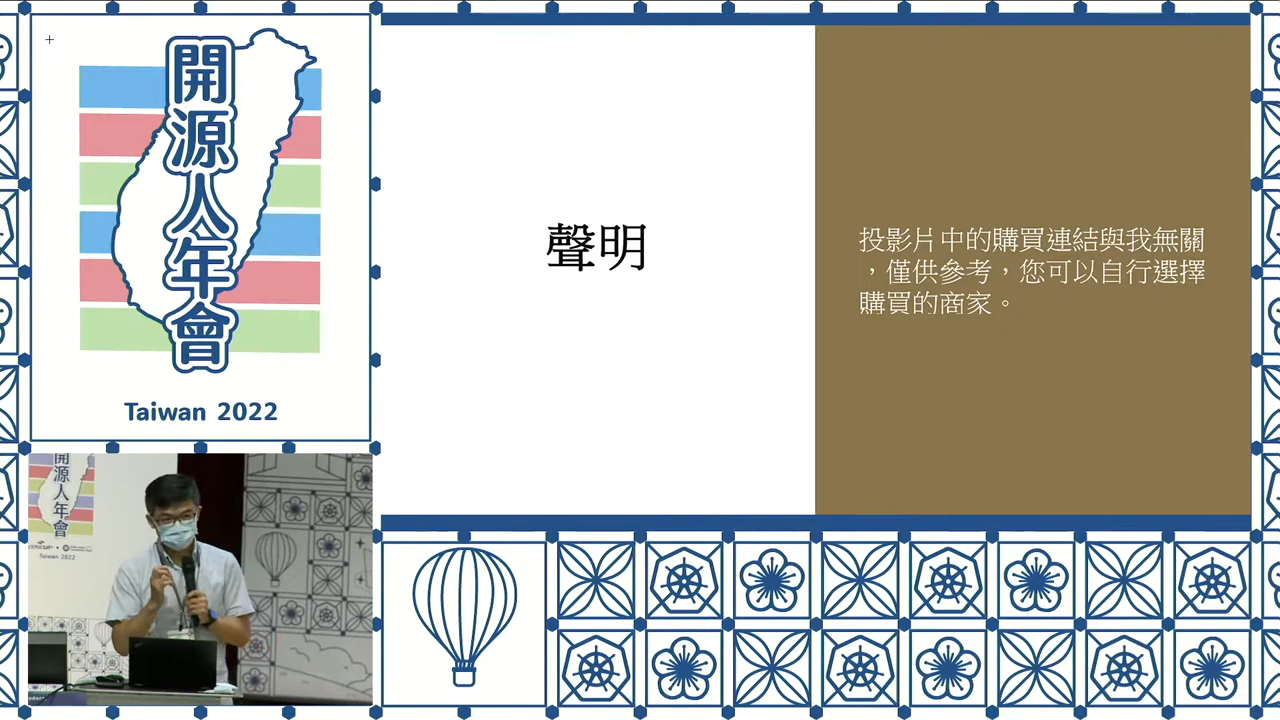 開源人年會
Taiwan 2022
聲明
投影片中的購買連結與我無關
，僅供參考，您可以自行選擇
購買的商家。
開源人年會
Taiwan 2022